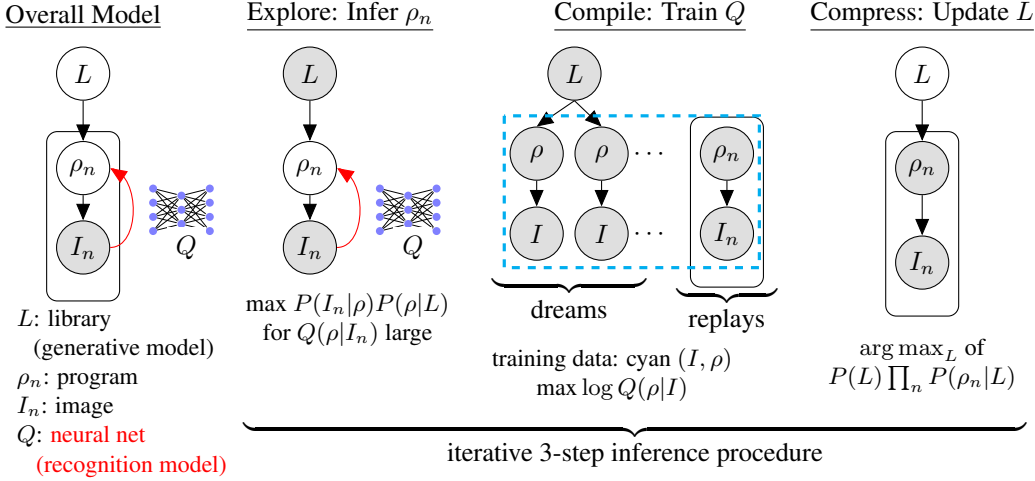 Overall Model
L
ρₙ
Iₙ
Q
L: library
(generative model)
ρₙ: program
Iₙ: image
Q: neural net
(recognition model)
Explore: Infer ρₙ
L
ρₙ
Iₙ
Q
max P(Iₙ|ρ)P(ρ|L)
for Q(ρ|Iₙ) large
Compile: Train Q
L
ρ ρ ··· ρₙ
I I ··· Iₙ
dreams
replays
training data: cyan (I, ρ)
max log Q(ρ|I)
Compress: Update L
L
ρₙ
Iₙ
arg max_L of
P(L) ∏ₙ P(ρₙ|L)
iterative 3-step inference procedure